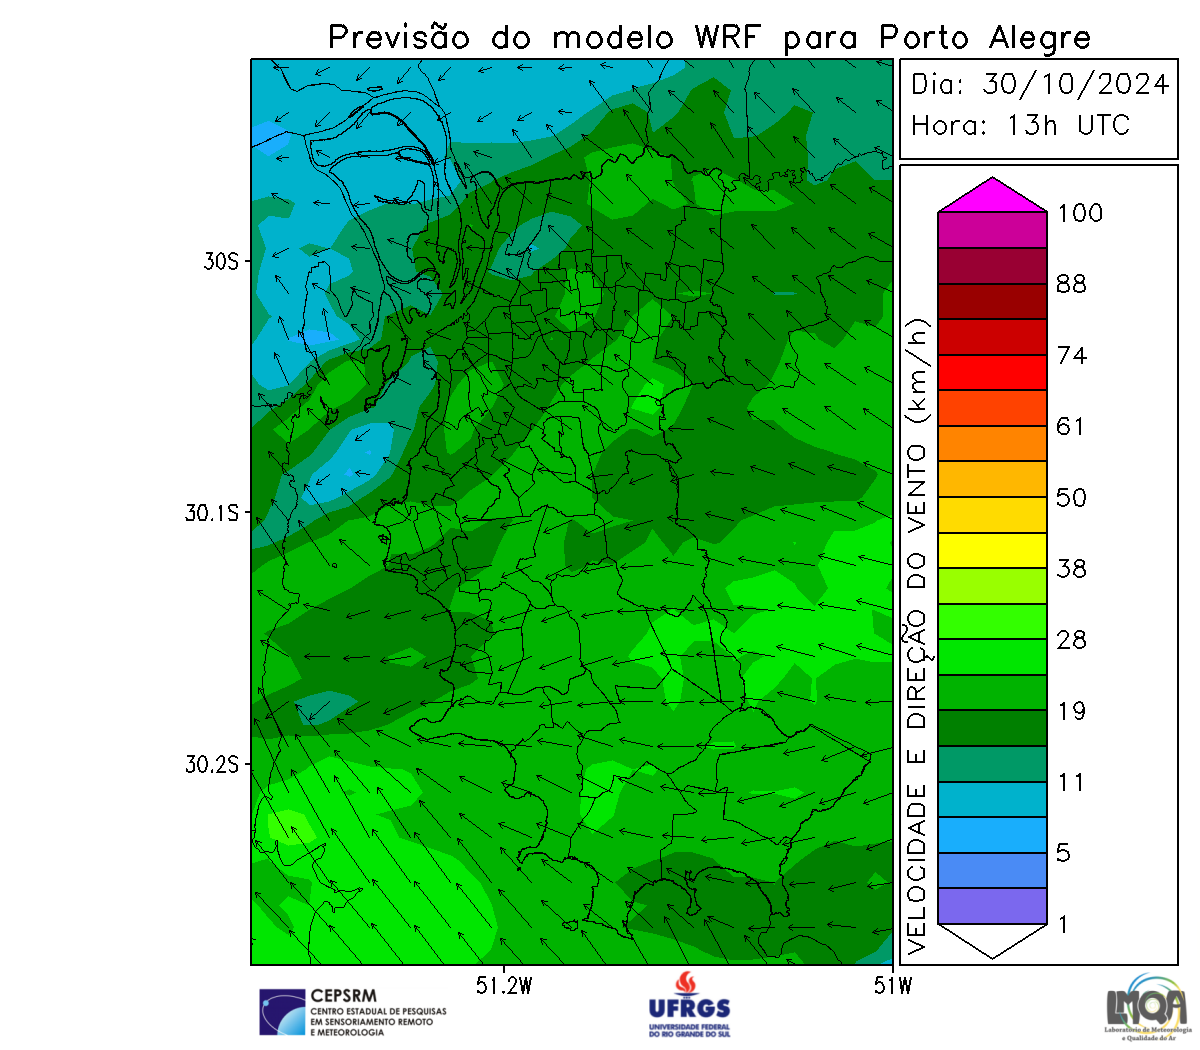 Previsão do modelo WRF para Porto Alegre
Dia: 30/10/2024
Hora: 13h UTC
30S
30.1S
30.2S
51.2W
51W
VELOCIDADE E DIREÇÃO DO VENTO (km/h)
100
88
74
61
50
38
28
19
11
5
1
CEPSRM
CENTRO ESTADUAL DE PESQUISAS
EM SENSORIAMENTO REMOTO
E METEOROLOGIA
UFRGS
UNIVERSIDADE FEDERAL
DO RIO GRANDE DO SUL
LMQA
Laboratório de Meteorologia
e Qualidade do Ar